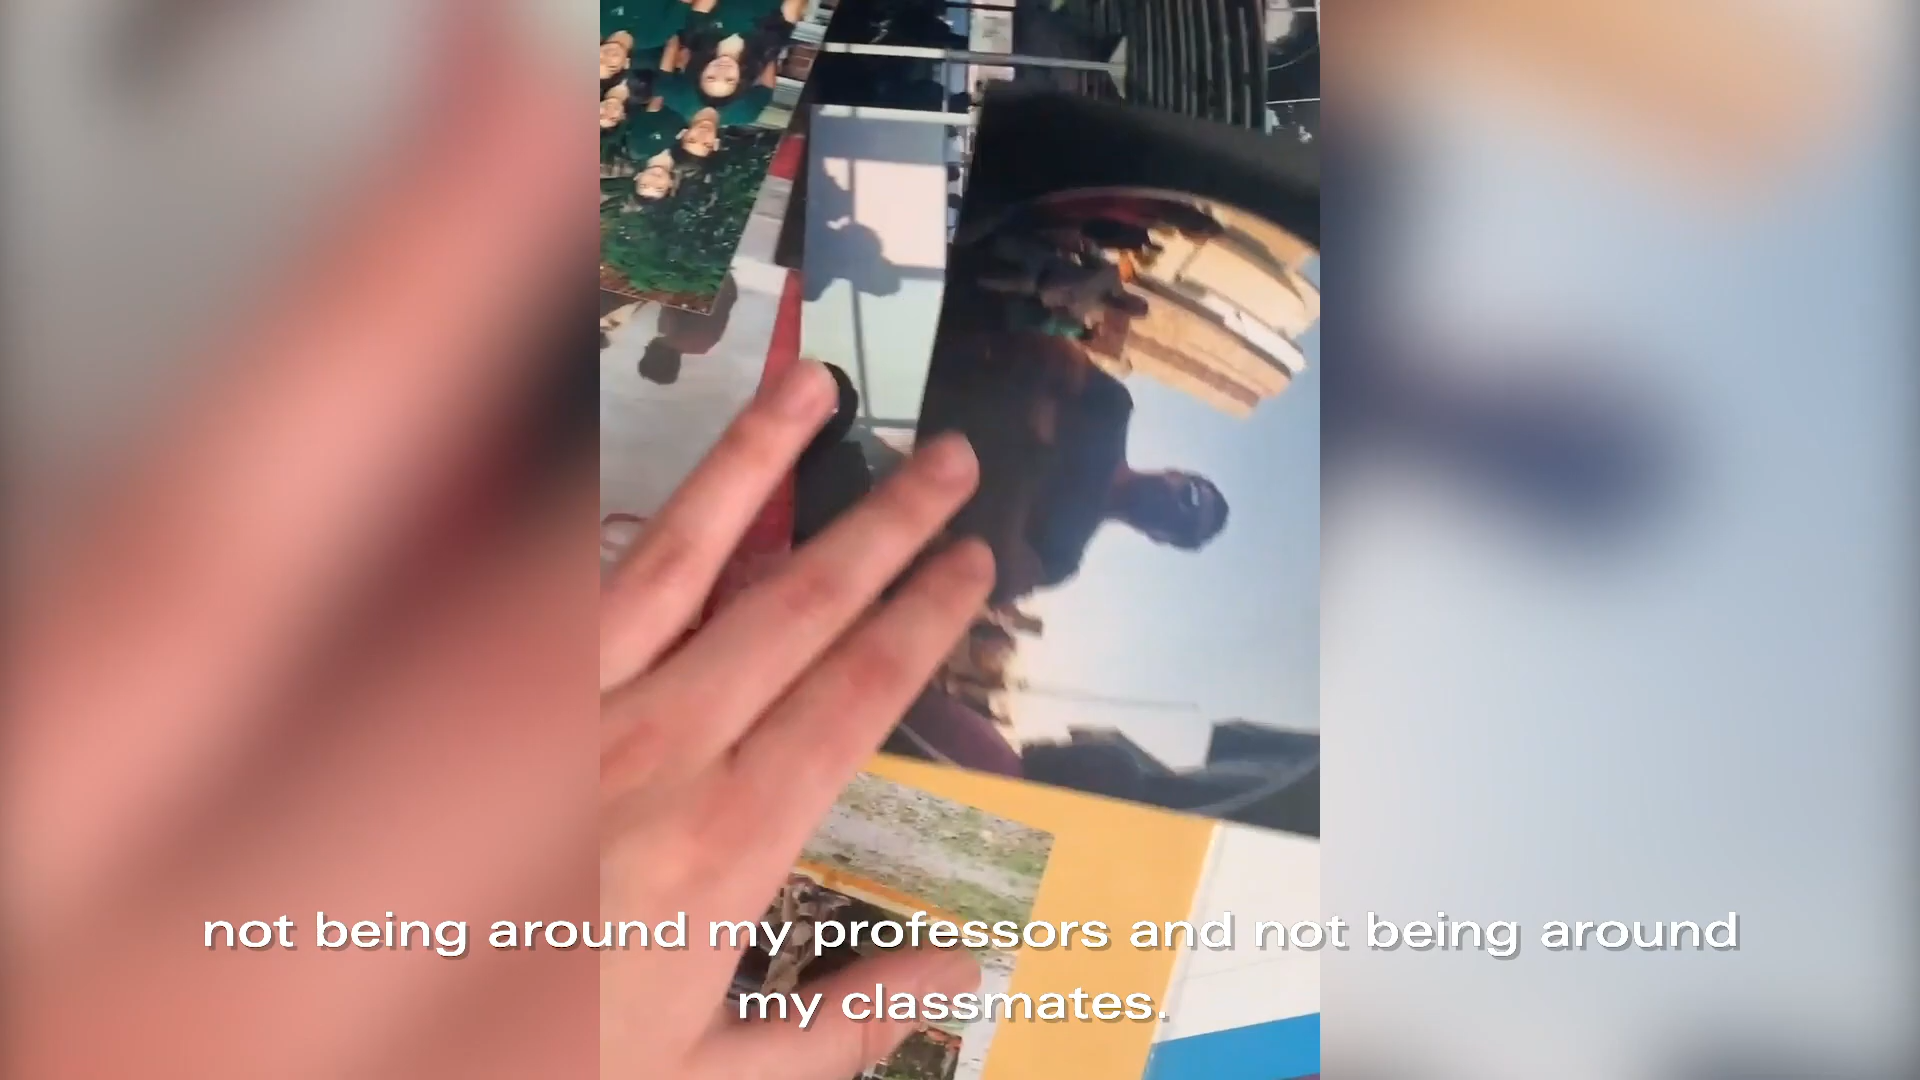 not being around my professors and not being around
my classmates.